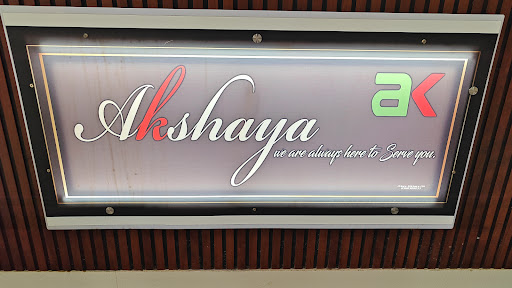 Akshaya
ak
we are always here to Serve you.